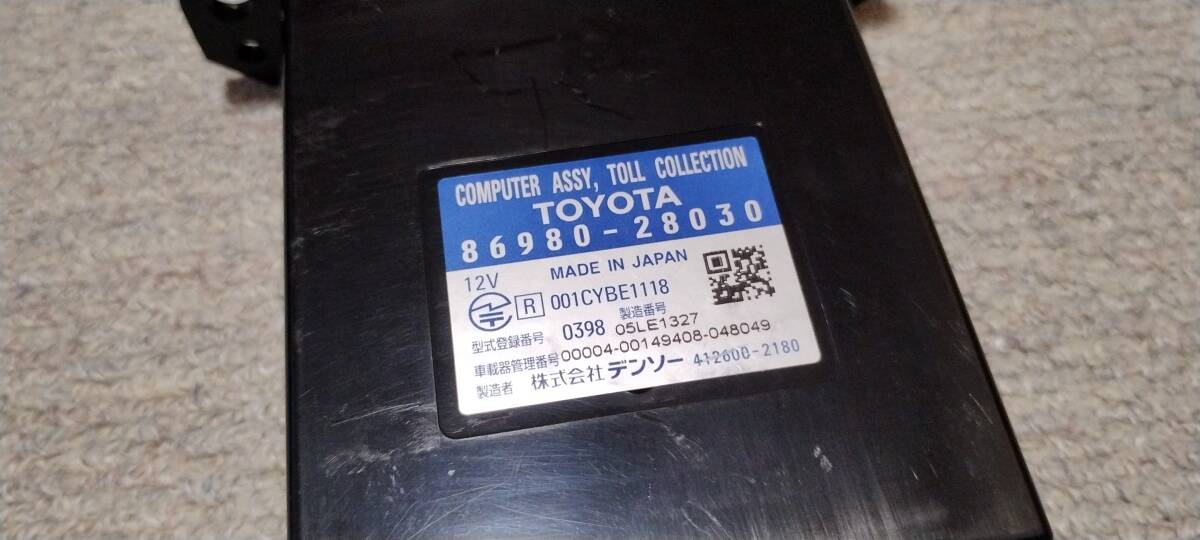 COMPUTER ASSY, TOLL COLLECTION
TOYOTA
86980-28030
12V MADE IN JAPAN
R 001CYBE1118
型式登録番号 0398 製造番号 05LE1327
車載器管理番号 00004-00149408-048049
製造者 株式会社 デンソー 412600-2180